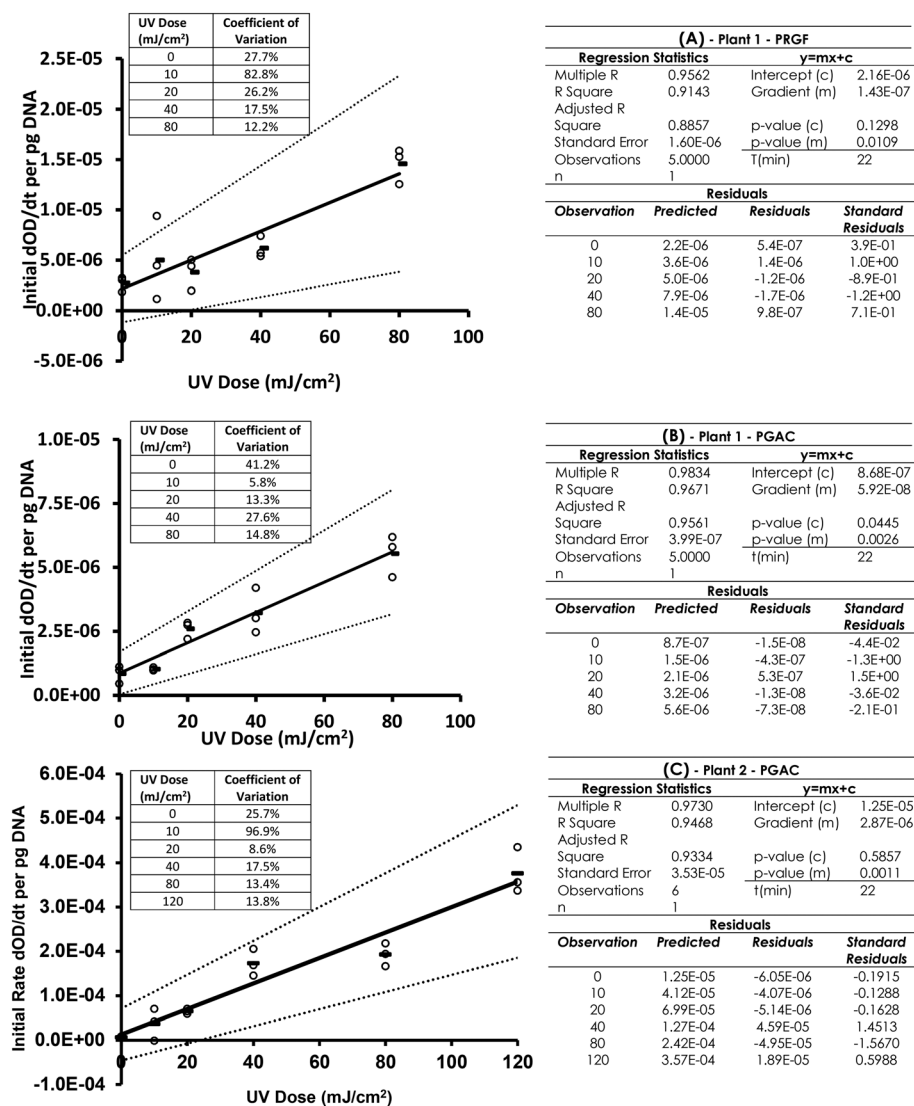 UV Dose (mJ/cm²) Coefficient of Variation
0 27.7%
10 82.8%
20 26.2%
40 17.5%
80 12.2%
2.5E-05
2.0E-05
1.5E-05
1.0E-05
5.0E-06
0.0E+00
-5.0E-06
0 20 40 60 80 100
Initial dOD/dt per pg DNA
UV Dose (mJ/cm²)
(A) - Plant 1 - PRGF
Regression Statistics y=mx+c
Multiple R 0.9562 Intercept (c) 2.16E-06
R Square 0.9143 Gradient (m) 1.43E-07
Adjusted R
Square 0.8857 p-value (c) 0.1298
Standard Error 1.60E-06 p-value (m) 0.0109
Observations 5.0000 T(min) 22
n 1
Residuals
Observation Predicted Residuals Standard Residuals
0 2.2E-06 5.4E-07 3.9E-01
10 3.6E-06 1.4E-06 1.0E+00
20 5.0E-06 -1.2E-06 -8.9E-01
40 7.9E-06 -1.7E-06 -1.2E+00
80 1.4E-05 9.8E-07 7.1E-01
UV Dose (mJ/cm²) Coefficient of Variation
0 41.2%
10 5.8%
20 13.3%
40 27.6%
80 14.8%
1.0E-05
7.5E-06
5.0E-06
2.5E-06
0.0E+00
0 20 40 60 80 100
Initial dOD/dt per pg DNA
UV Dose (mJ/cm²)
(B) - Plant 1 - PGAC
Regression Statistics y=mx+c
Multiple R 0.9834 Intercept (c) 8.68E-07
R Square 0.9671 Gradient (m) 5.92E-08
Adjusted R
Square 0.9561 p-value (c) 0.0445
Standard Error 3.99E-07 p-value (m) 0.0026
Observations 5.0000 t(min) 22
n 1
Residuals
Observation Predicted Residuals Standard Residuals
0 8.7E-07 -1.5E-08 -4.4E-02
10 1.5E-06 -4.3E-07 -1.3E+00
20 2.1E-06 5.3E-07 1.5E+00
40 3.2E-06 -1.3E-08 -3.6E-02
80 5.6E-06 -7.3E-08 -2.1E-01
UV Dose (mJ/cm²) Coefficient of Variation
0 25.7%
10 96.9%
20 8.6%
40 17.5%
80 13.4%
120 13.8%
6.0E-04
5.0E-04
4.0E-04
3.0E-04
2.0E-04
1.0E-04
0.0E+00
-1.0E-04
0 20 40 60 80 100 120
Initial Rate dOD/dt per pg DNA
UV Dose (mJ/cm²)
(C) - Plant 2 - PGAC
Regression Statistics y=mx+c
Multiple R 0.9730 Intercept (c) 1.25E-05
R Square 0.9468 Gradient (m) 2.87E-06
Adjusted R
Square 0.9334 p-value (c) 0.5857
Standard Error 3.53E-05 p-value (m) 0.0011
Observations 6 t(min) 22
n 1
Residuals
Observation Predicted Residuals Standard Residuals
0 1.25E-05 -6.05E-06 -0.1915
10 4.12E-05 -4.07E-06 -0.1288
20 6.99E-05 -5.14E-06 -0.1628
40 1.27E-04 4.59E-05 1.4513
80 2.42E-04 -4.95E-05 -1.5670
120 3.57E-04 1.89E-05 0.5988